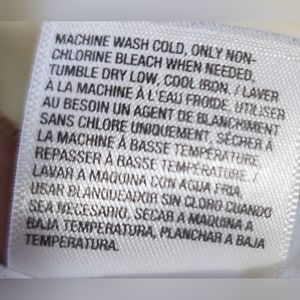 MACHINE WASH COLD, ONLY NON-
CHLORINE BLEACH WHEN NEEDED,
TUMBLE DRY LOW, COOL IRON. / LAVER
À LA MACHINE À L'EAU FROIDE. UTILISER
AU BESOIN UN AGENT DE BLANCHIMENT
SANS CHLORE UNIQUEMENT, SÉCHER À
LA MACHINE À BASSE TEMPÉRATURE
REPASSER À BASSE TEMPÉRATURE. /
LAVAR A MAQUINA CON AGUA FRIA,
USAR BLANQUEADOR SIN CLORO CUANDO
SEA NECESARIO, SECAR A MAQUINA A
BAJA TEMPERATURA, PLANCHAR A BAJA
TEMPERATURA.